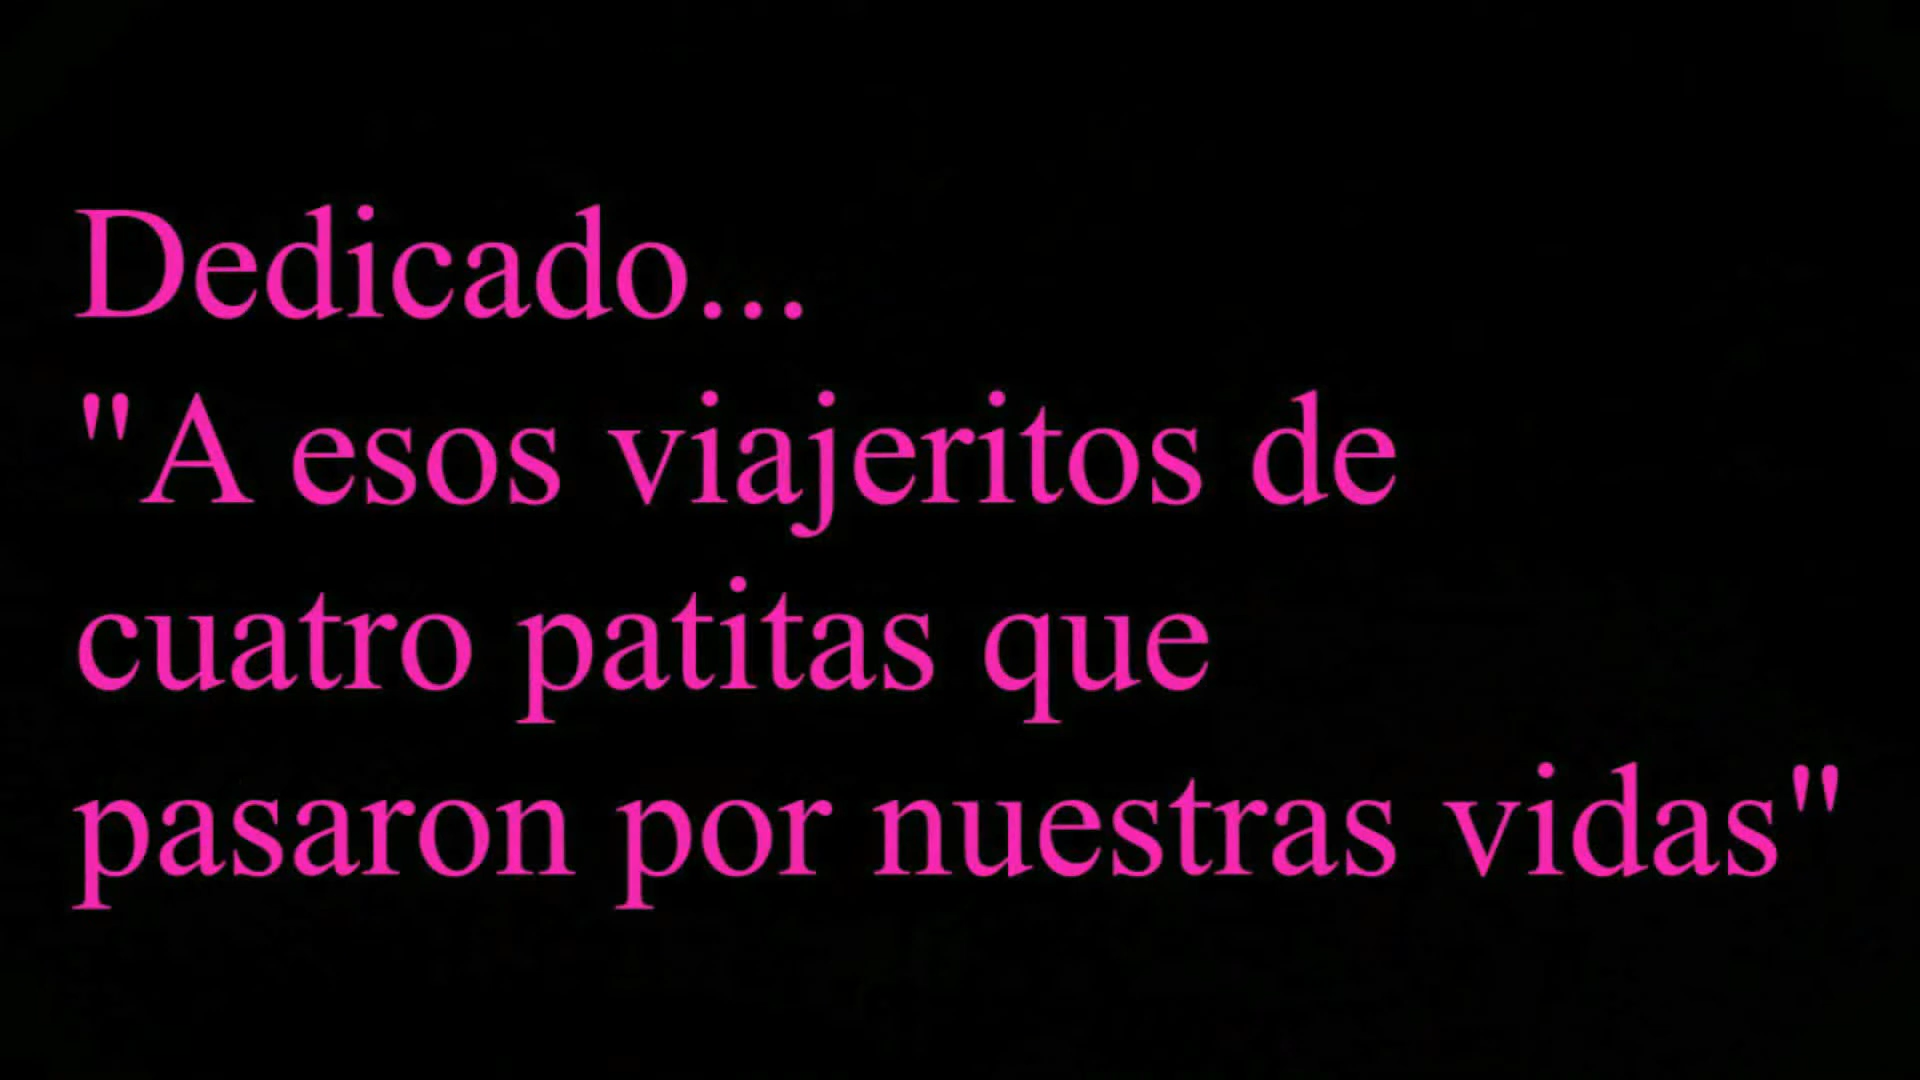 Dedicado...
"A esos viajeritos de
cuatro patitas que
pasaron por nuestras vidas"